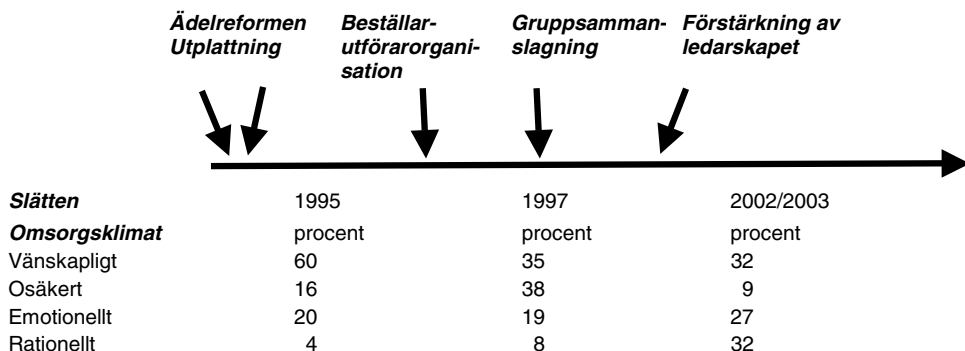 Ädelreformen Beställar- Gruppsamman- Förstärkning av
Utplattning utförarorgani- slagning ledarskapet
sation
Slätten 1995 1997 2002/2003
Omsorgsklimat procent procent procent
Vänskapligt 60 35 32
Osäkert 16 38 9
Emotionellt 20 19 27
Rationellt 4 8 32